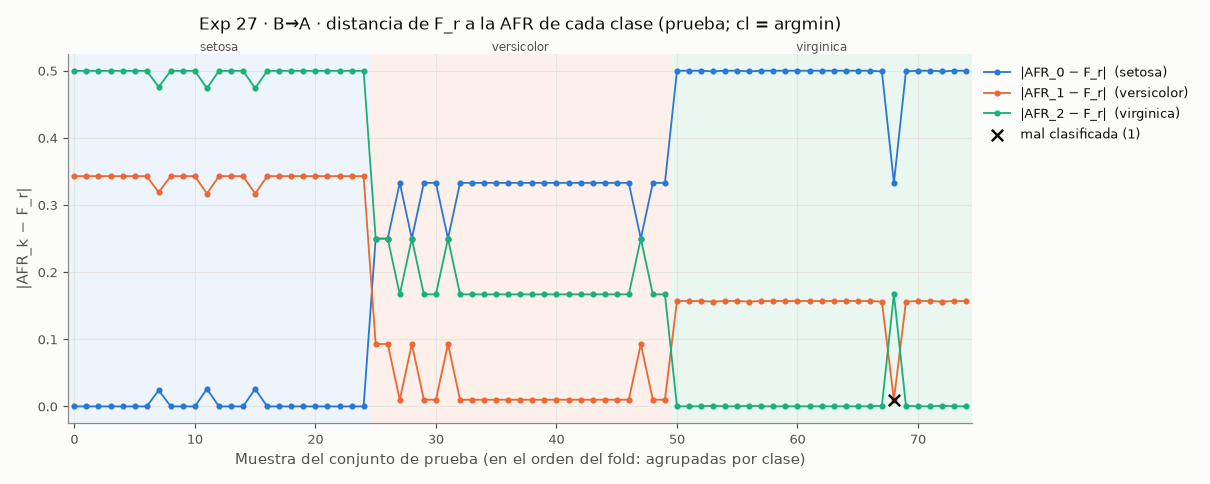 Exp 27 · B→A · distancia de F_r a la AFR de cada clase (prueba; cl = argmin)
setosa
versicolor
virginica
|AFR_0 − F_r| (setosa)
|AFR_1 − F_r| (versicolor)
|AFR_2 − F_r| (virginica)
mal clasificada (1)
|AFR_k − F_r|
0.5
0.4
0.3
0.2
0.1
0.0
0 10 20 30 40 50 60 70
Muestra del conjunto de prueba (en el orden del fold: agrupadas por clase)